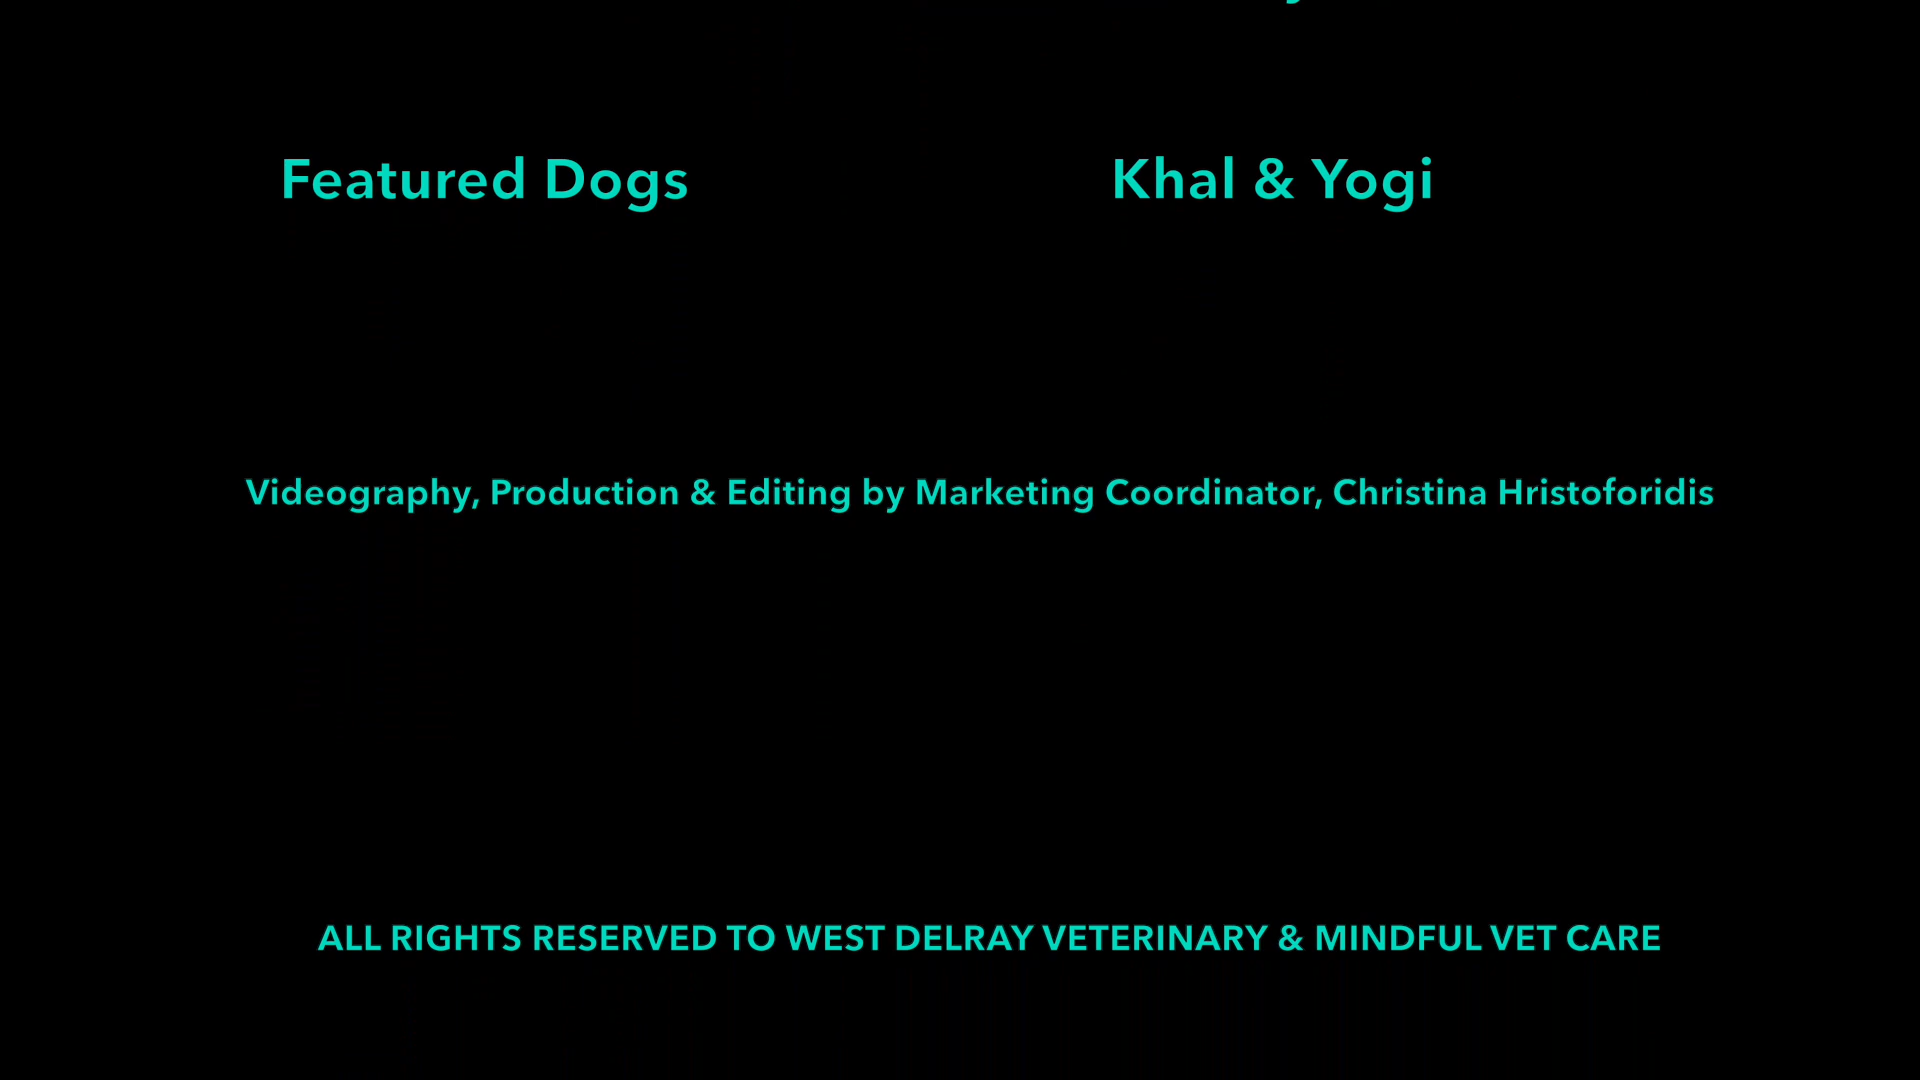 Featured Dogs Khal & Yogi
Videography, Production & Editing by Marketing Coordinator, Christina Hristoforidis
ALL RIGHTS RESERVED TO WEST DELRAY VETERINARY & MINDFUL VET CARE